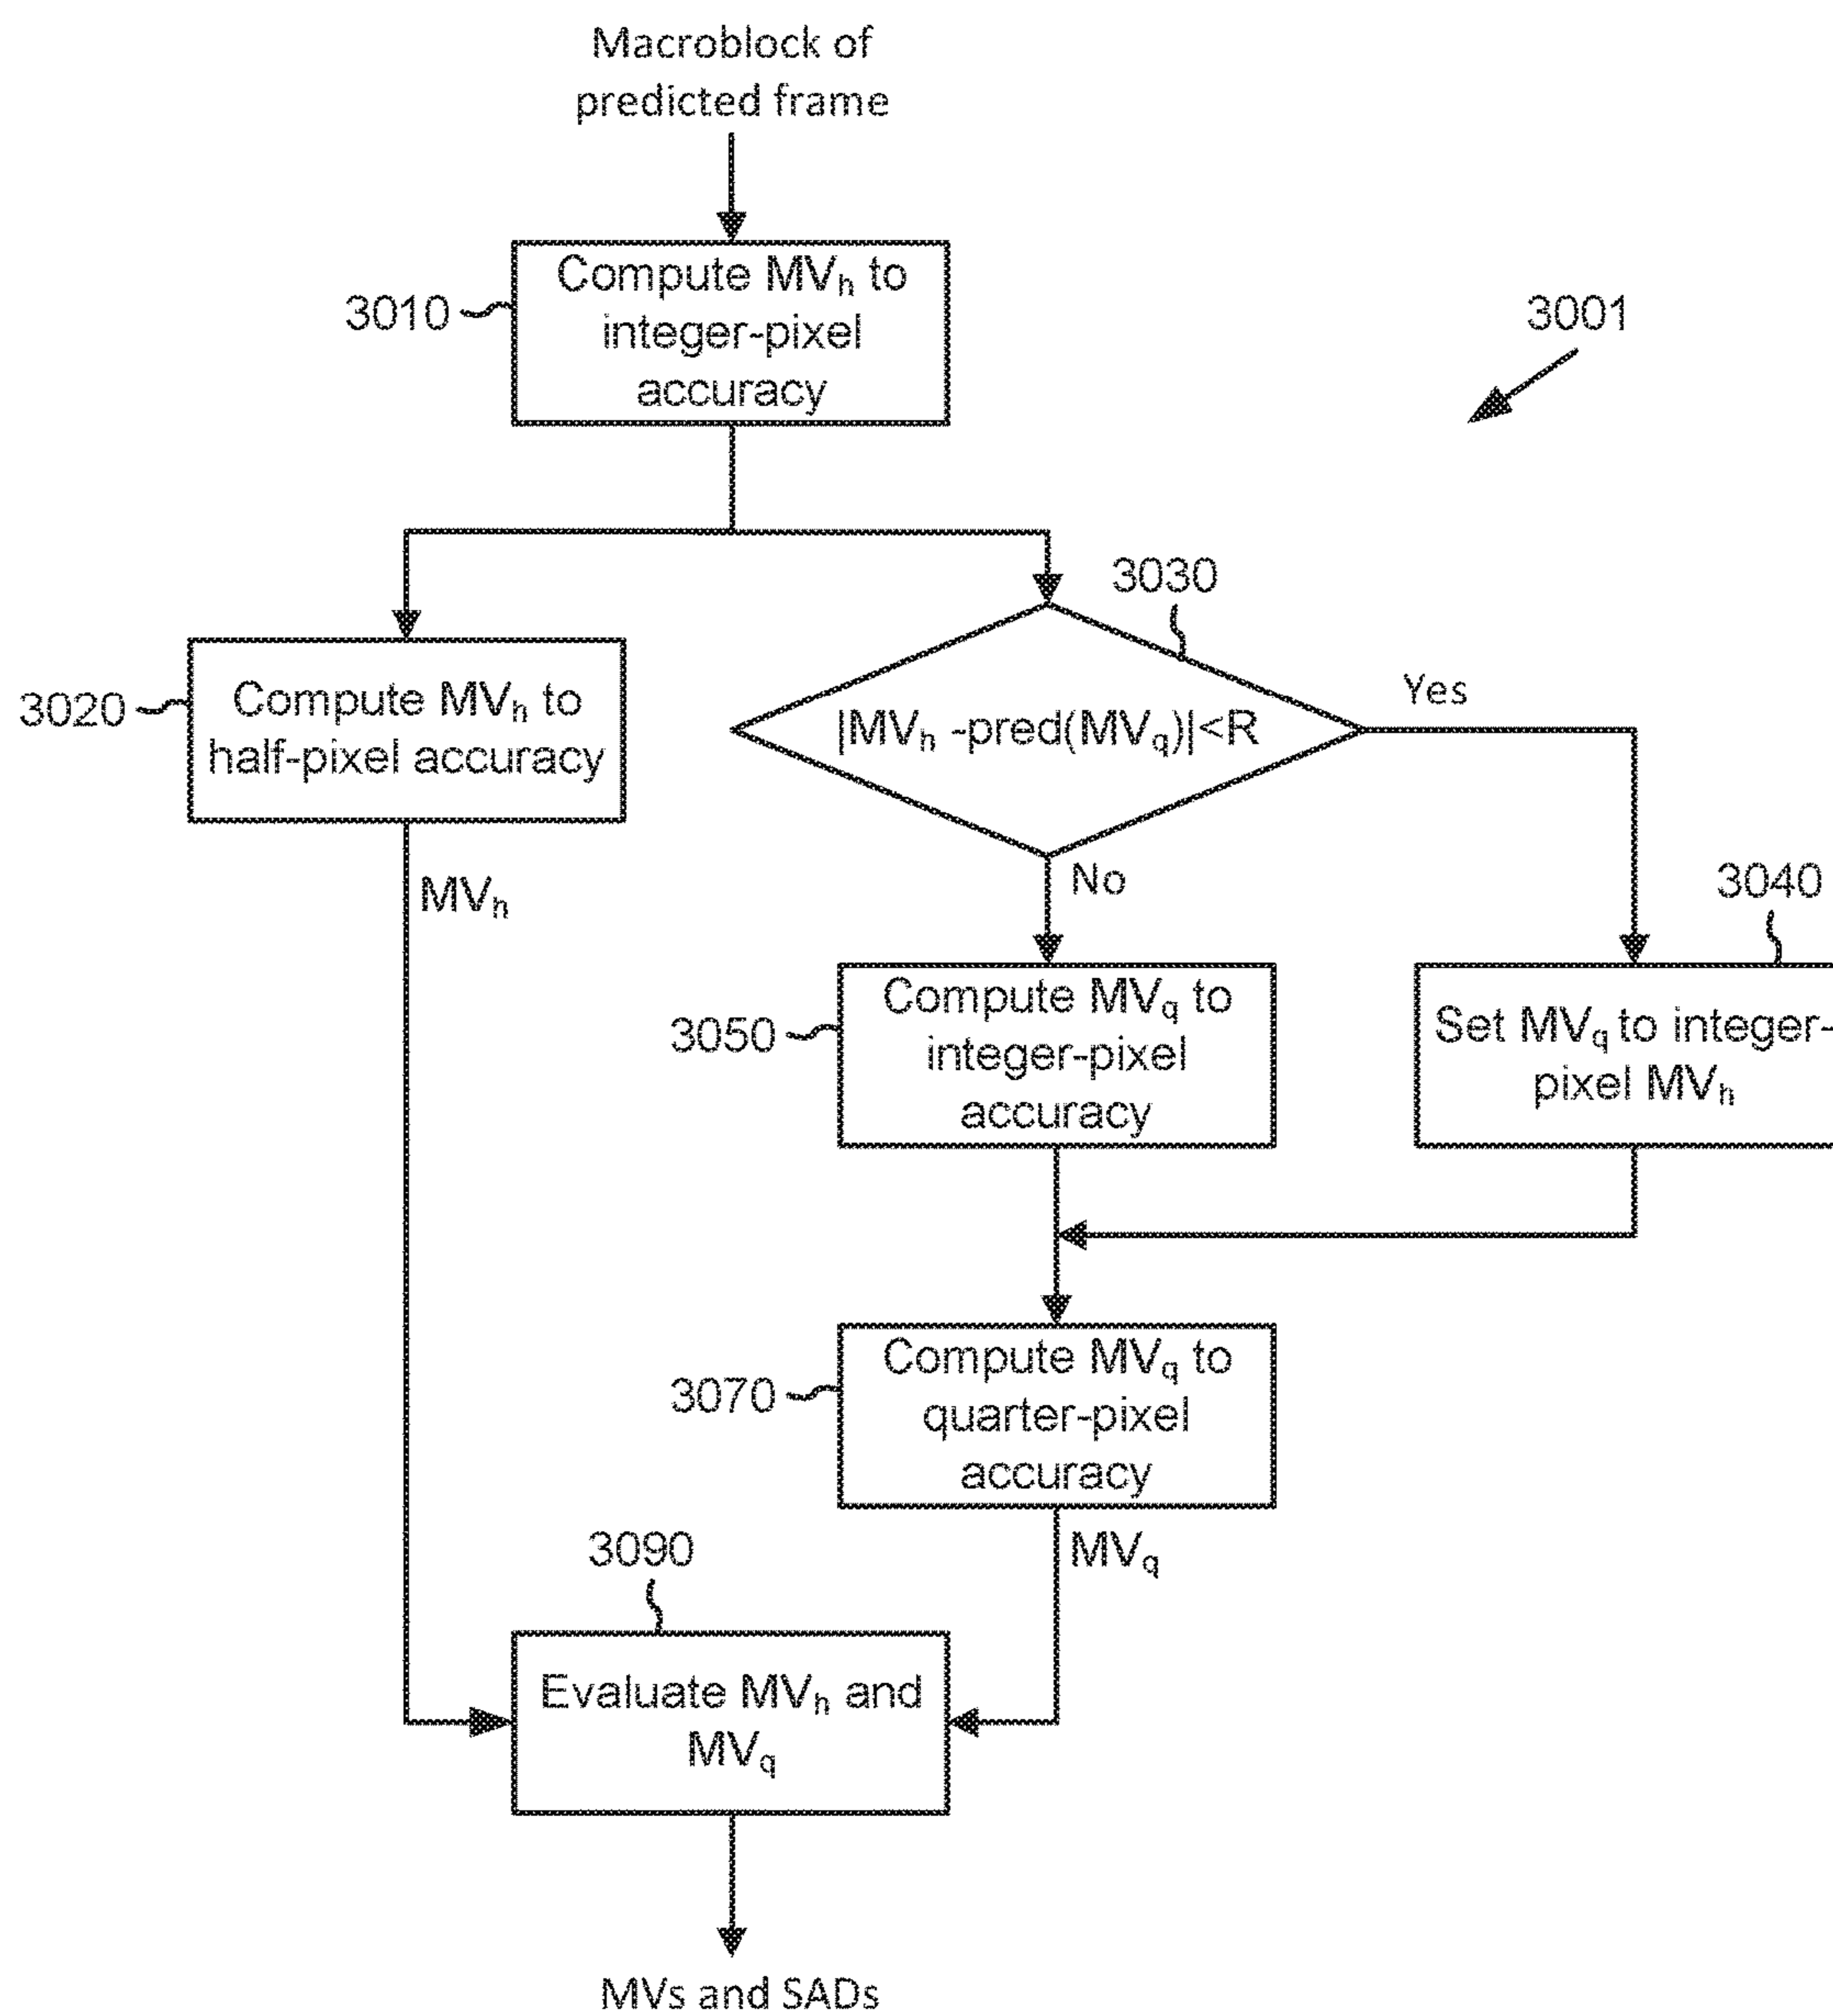 Macroblock of
predicted frame
Compute MVh to
integer-pixel
accuracy
3010
3001
3030
3020
Compute MVh to
half-pixel accuracy
|MVh -pred(MVq)|<R
Yes
No
MVh
3040
3050
Compute MVq to
integer-pixel
accuracy
Set MVq to integer-
pixel MVh
3070
Compute MVq to
quarter-pixel
accuracy
3090
MVq
Evaluate MVh and
MVq
MVs and SADs